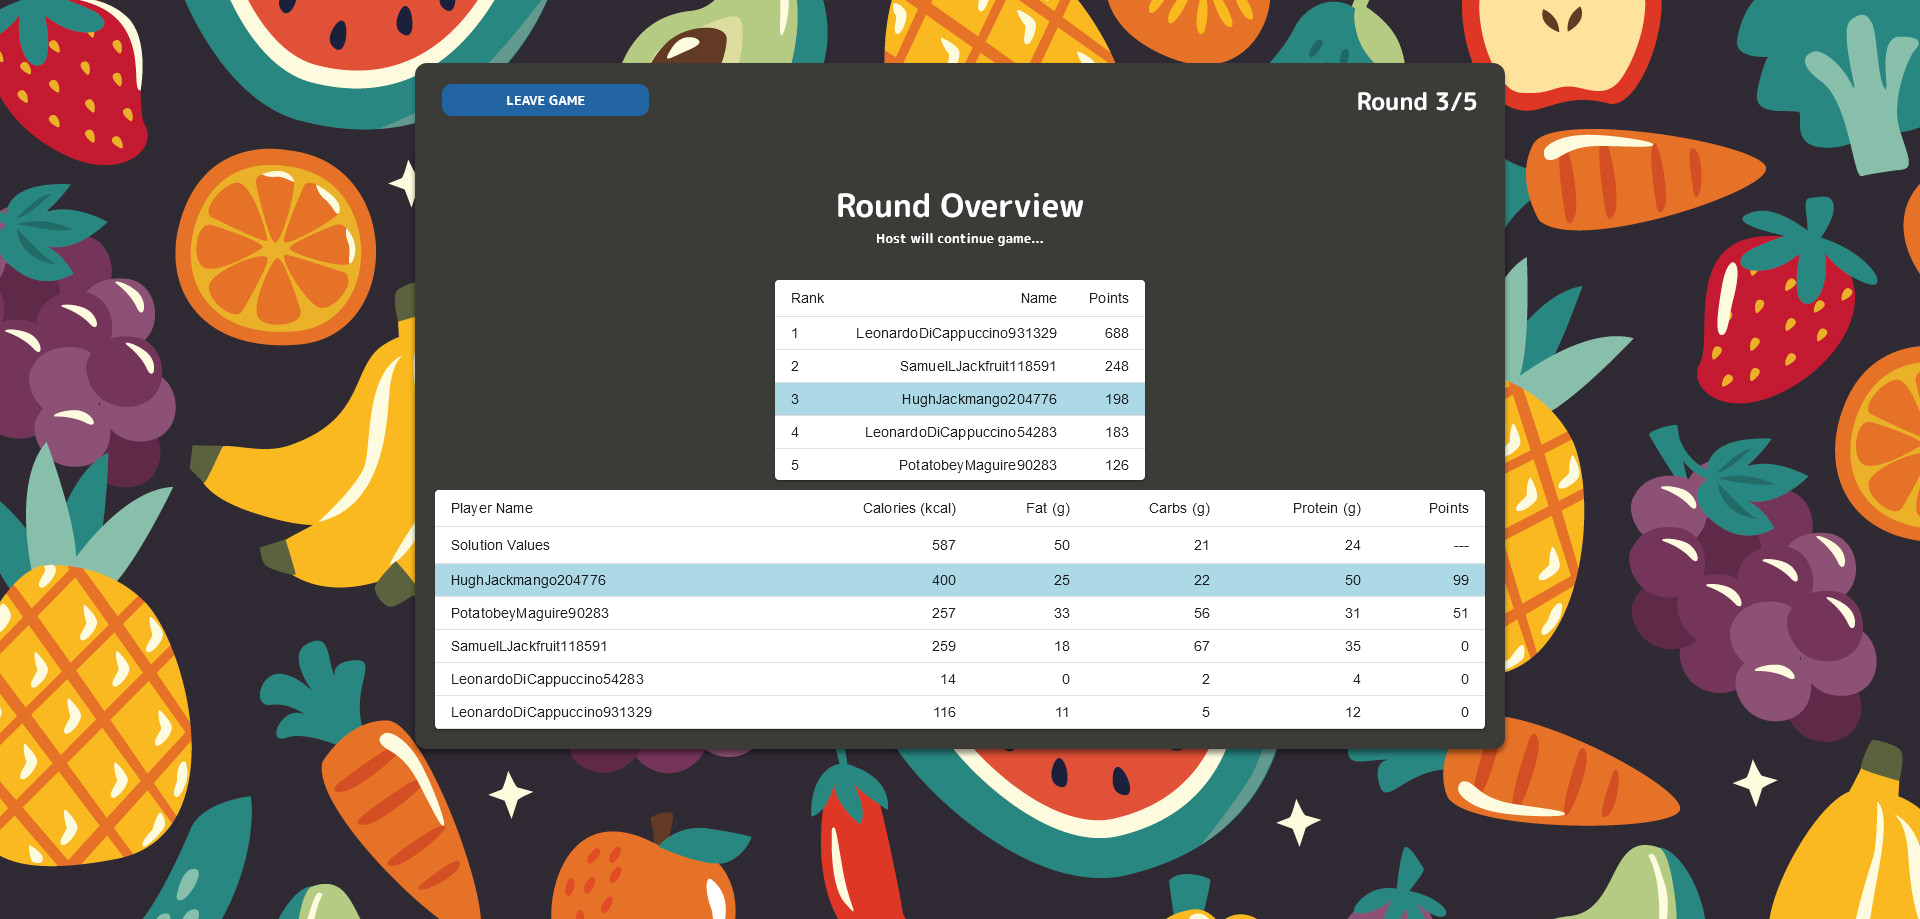 LEAVE GAME
Round 3/5
Round Overview
Host will continue game...
Rank Name Points
1 LeonardoDiCappuccino931329 688
2 SamuelLJackfruit118591 248
3 HughJackmango204776 198
4 LeonardoDiCappuccino54283 183
5 PotatobeyMaguire90283 126
Player Name Calories (kcal) Fat (g) Carbs (g) Protein (g) Points
Solution Values 587 50 21 24 ---
HughJackmango204776 400 25 22 50 99
PotatobeyMaguire90283 257 33 56 31 51
SamuelLJackfruit118591 259 18 67 35 0
LeonardoDiCappuccino54283 14 0 2 4 0
LeonardoDiCappuccino931329 116 11 5 12 0